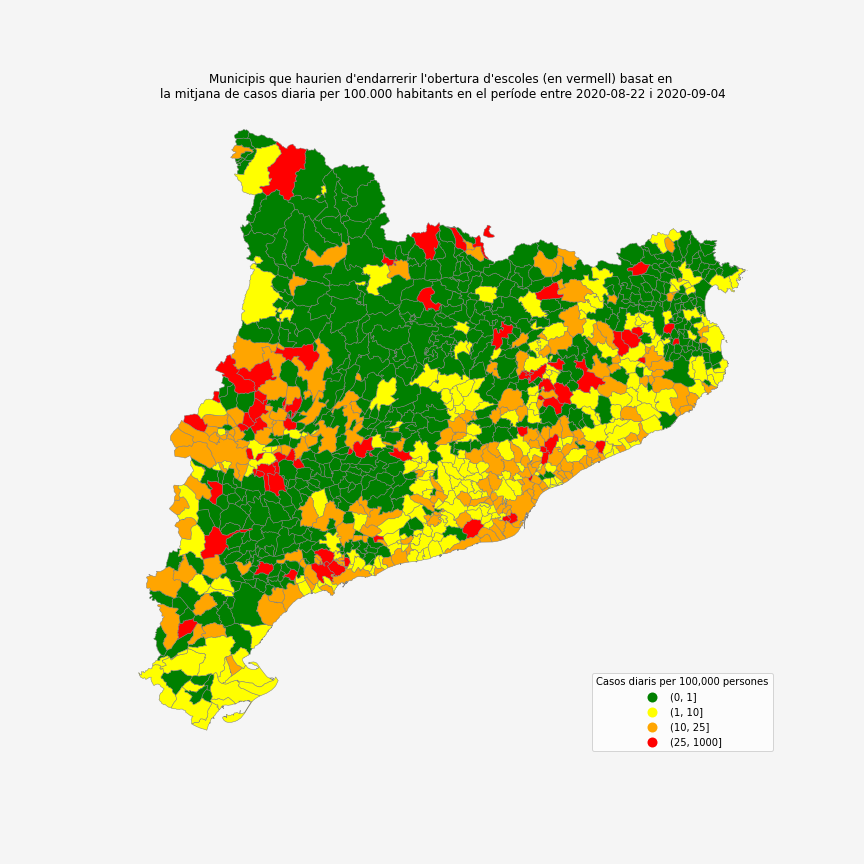 Municipis que haurien d'endarrerir l'obertura d'escoles (en vermell) basat en
la mitjana de casos diaria per 100.000 habitants en el període entre 2020-08-22 i 2020-09-04
Casos diaris per 100,000 persones
(0, 1]
(1, 10]
(10, 25]
(25, 1000]